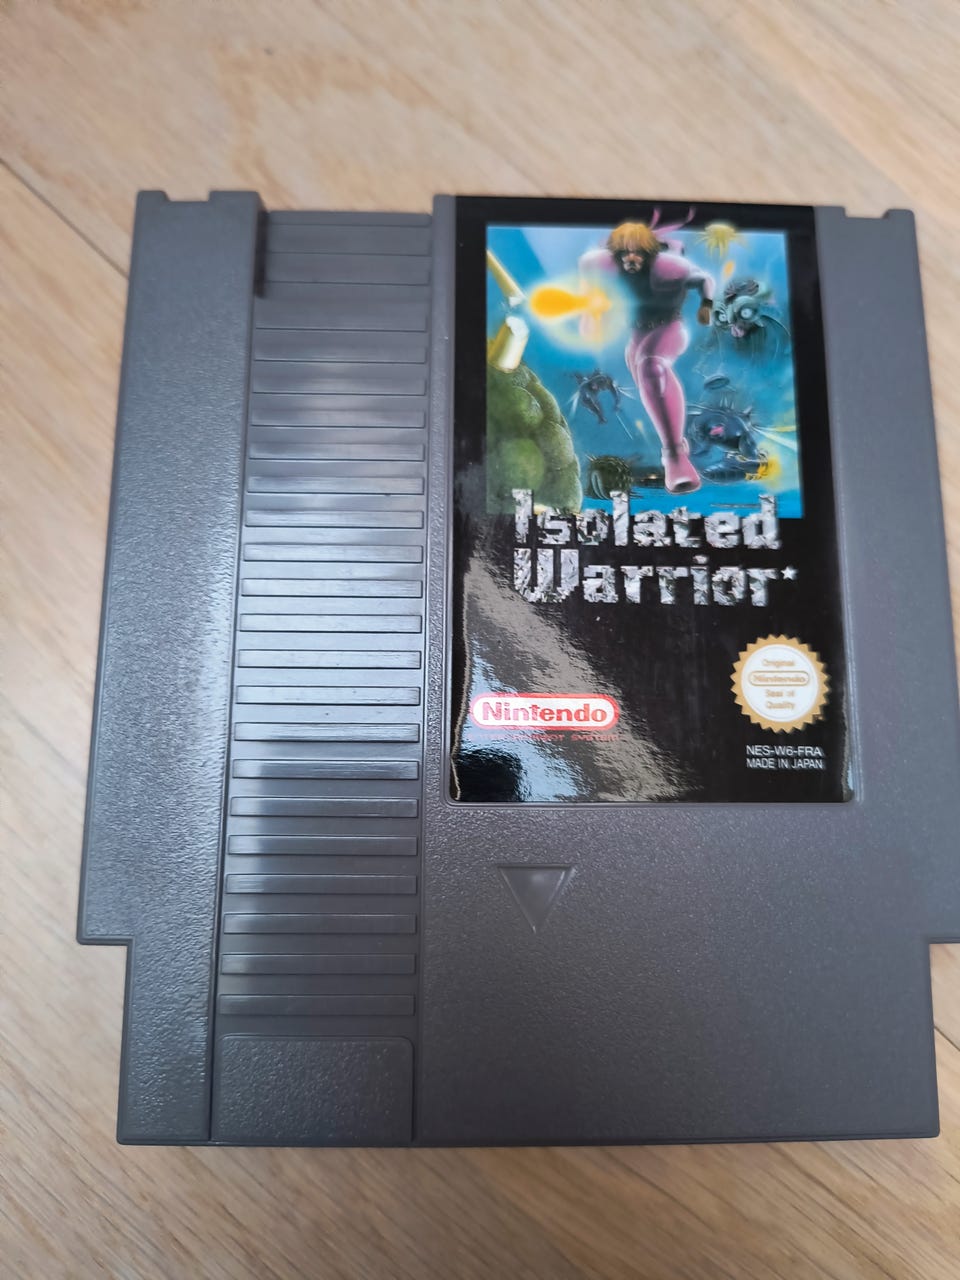 Isolated
Warrior*
Original
Nintendo
Seal of
Quality
Nintendo
NES-W6-FRA
MADE IN JAPAN